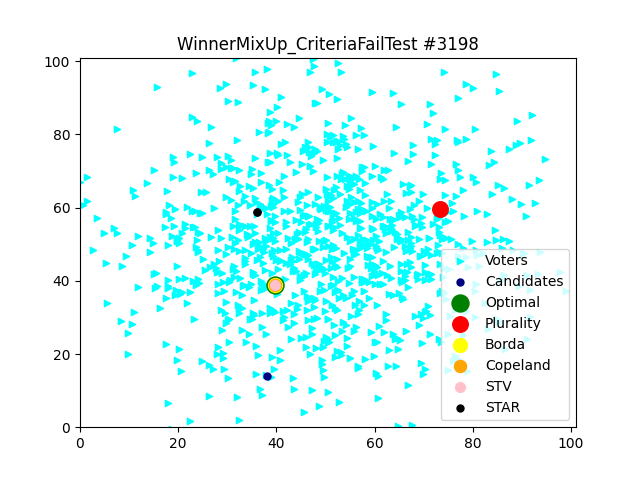 WinnerMixUp_CriteriaFailTest #3198
100
80
60
40
20
0
0 20 40 60 80 100
Voters
Candidates
Optimal
Plurality
Borda
Copeland
STV
STAR